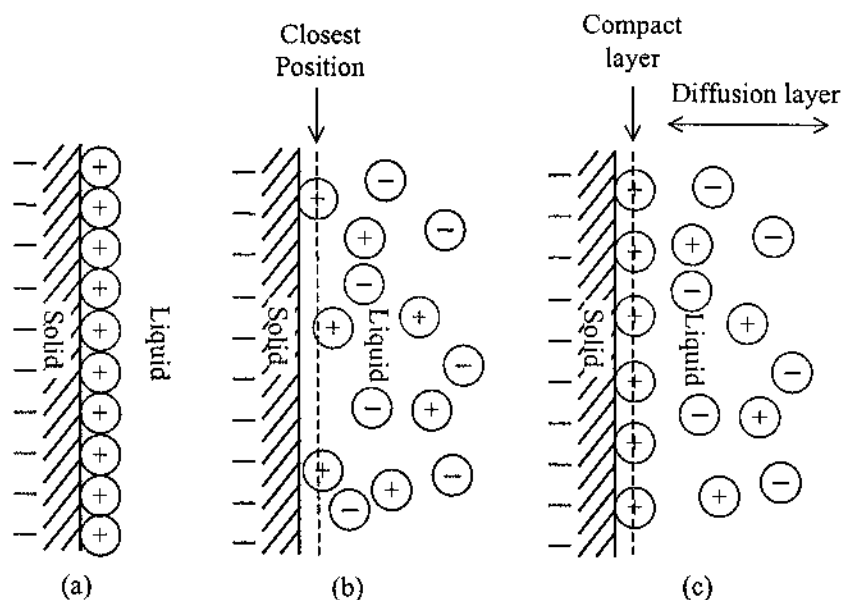 Closest
Position
Compact
layer
Diffusion layer
Solid
Liquid
Solid
Liquid
Solid
Liquid
(a)
(b)
(c)